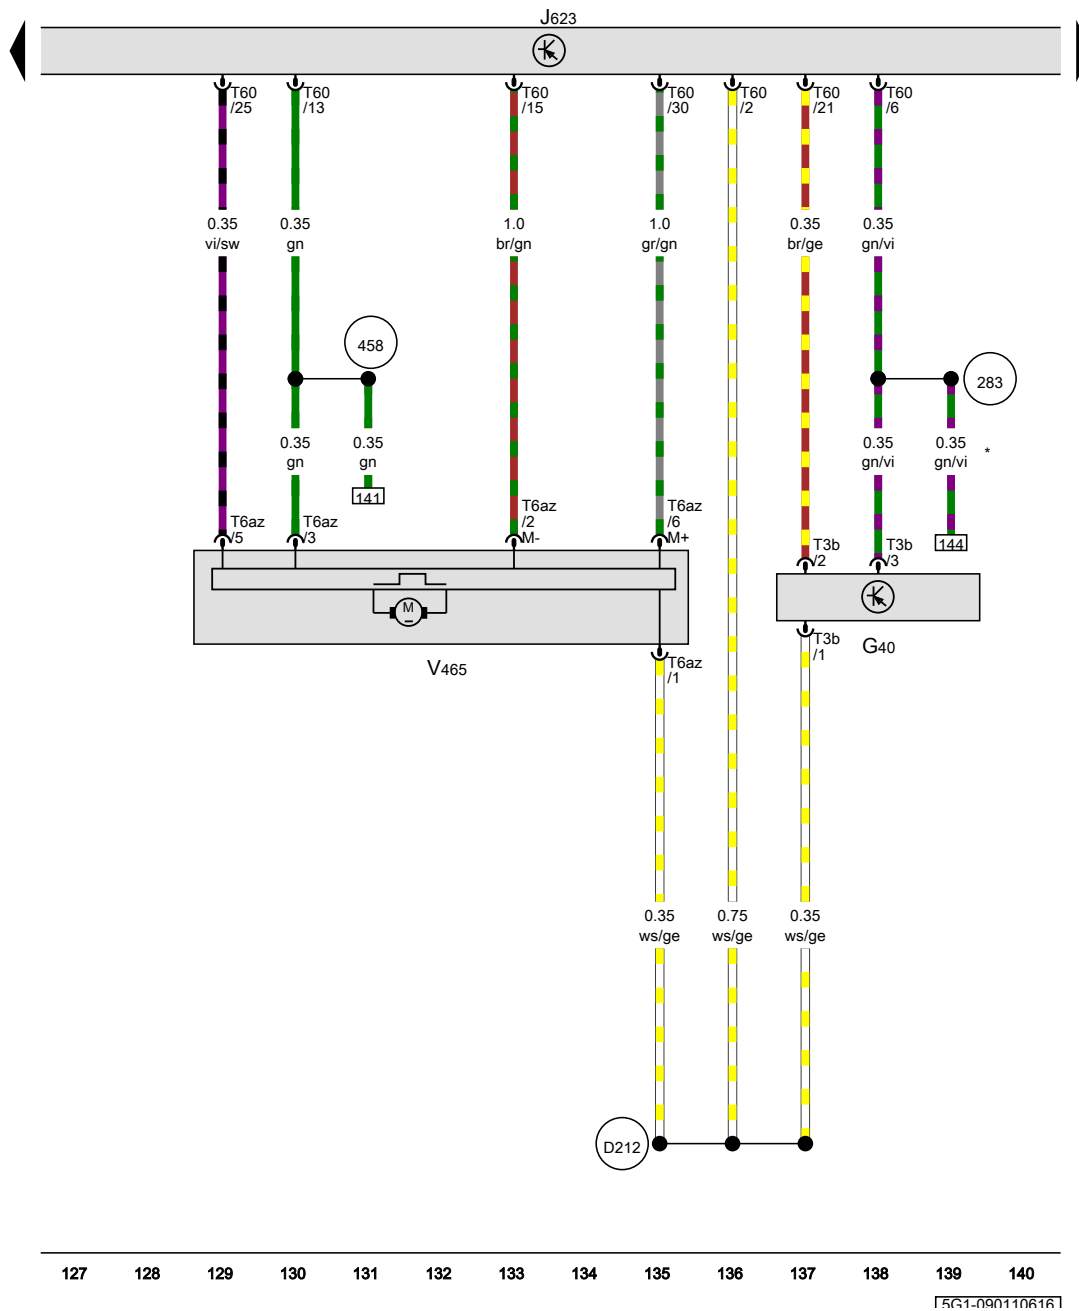 J623
T60 /25
T60 /13
T60 /15
T60 /30
T60 /2
T60 /21
T60 /6
0.35 vi/sw
0.35 gn
1.0 br/gn
1.0 gr/gn
0.35 br/ge
0.35 gn/vi
458
283
0.35 gn
0.35 gn
0.35 gn/vi
0.35 gn/vi
*
141
144
T6az /5
T6az /3
T6az /2 M-
T6az /6 M+
T3b /2
T3b /3
M
V465
T6az /1
T3b /1
G40
0.35 ws/ge
0.75 ws/ge
0.35 ws/ge
D212
127 128 129 130 131 132 133 134 135 136 137 138 139 140
5G1-090110616